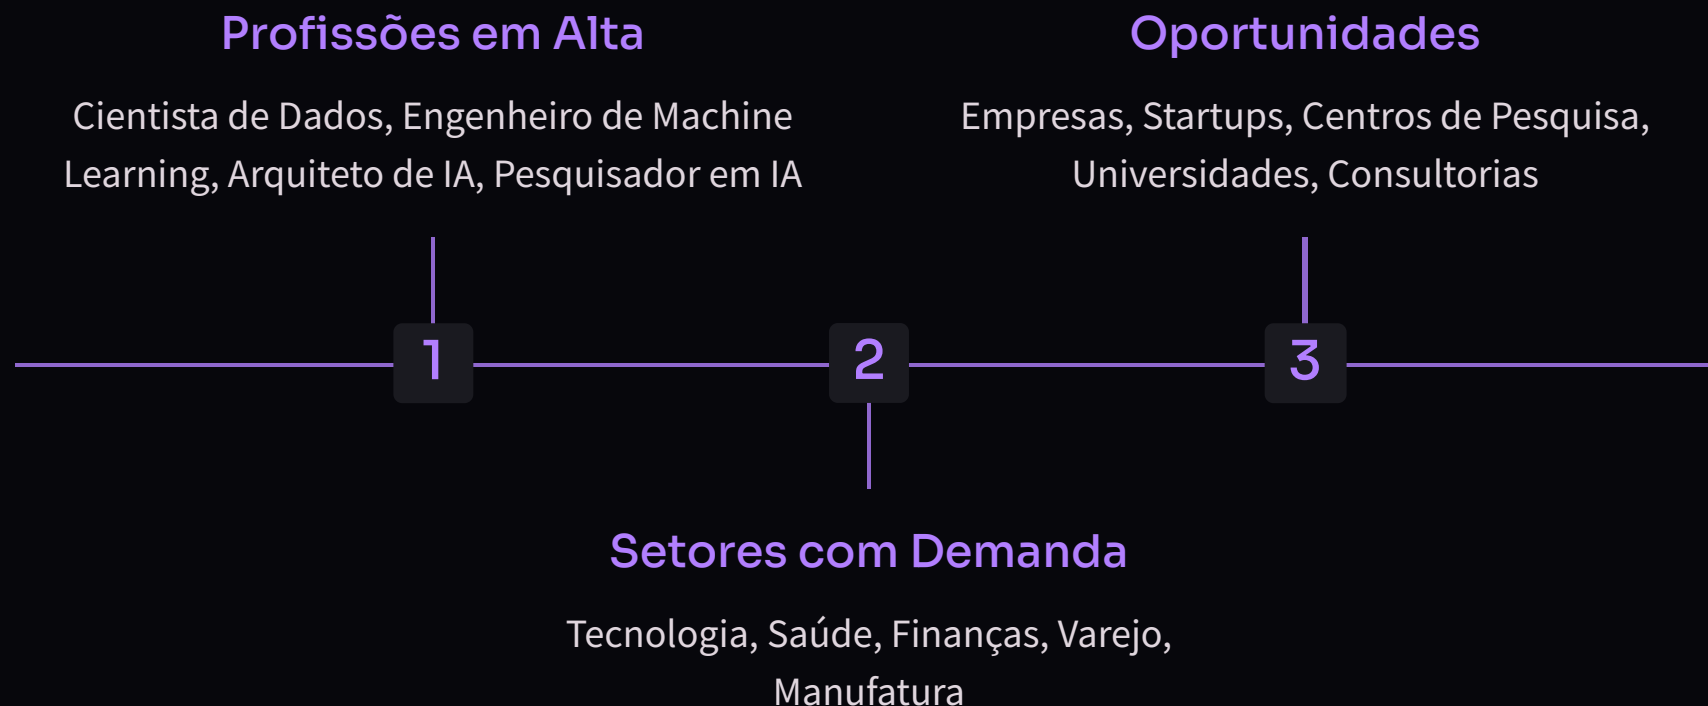 Profissões em Alta
Cientista de Dados, Engenheiro de Machine
Learning, Arquiteto de IA, Pesquisador em IA
Oportunidades
Empresas, Startups, Centros de Pesquisa,
Universidades, Consultorias
1
2
3
Setores com Demanda
Tecnologia, Saúde, Finanças, Varejo,
Manufatura